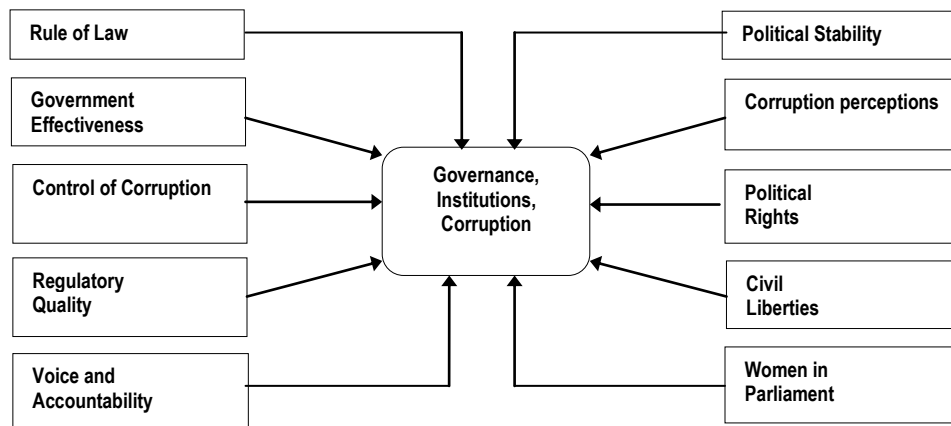 Rule of Law
Government
Effectiveness
Control of Corruption
Regulatory
Quality
Voice and
Accountability
Governance,
Institutions,
Corruption
Political Stability
Corruption perceptions
Political
Rights
Civil
Liberties
Women in
Parliament